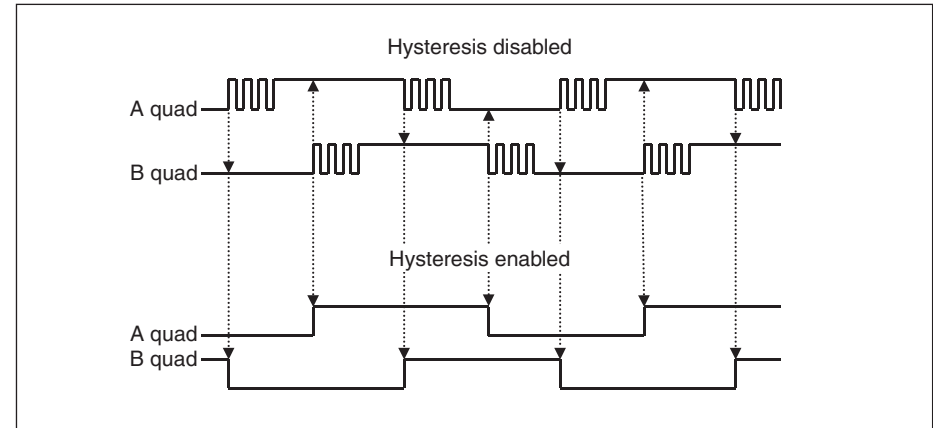 Hysteresis disabled
A quad
B quad
Hysteresis enabled
A quad
B quad